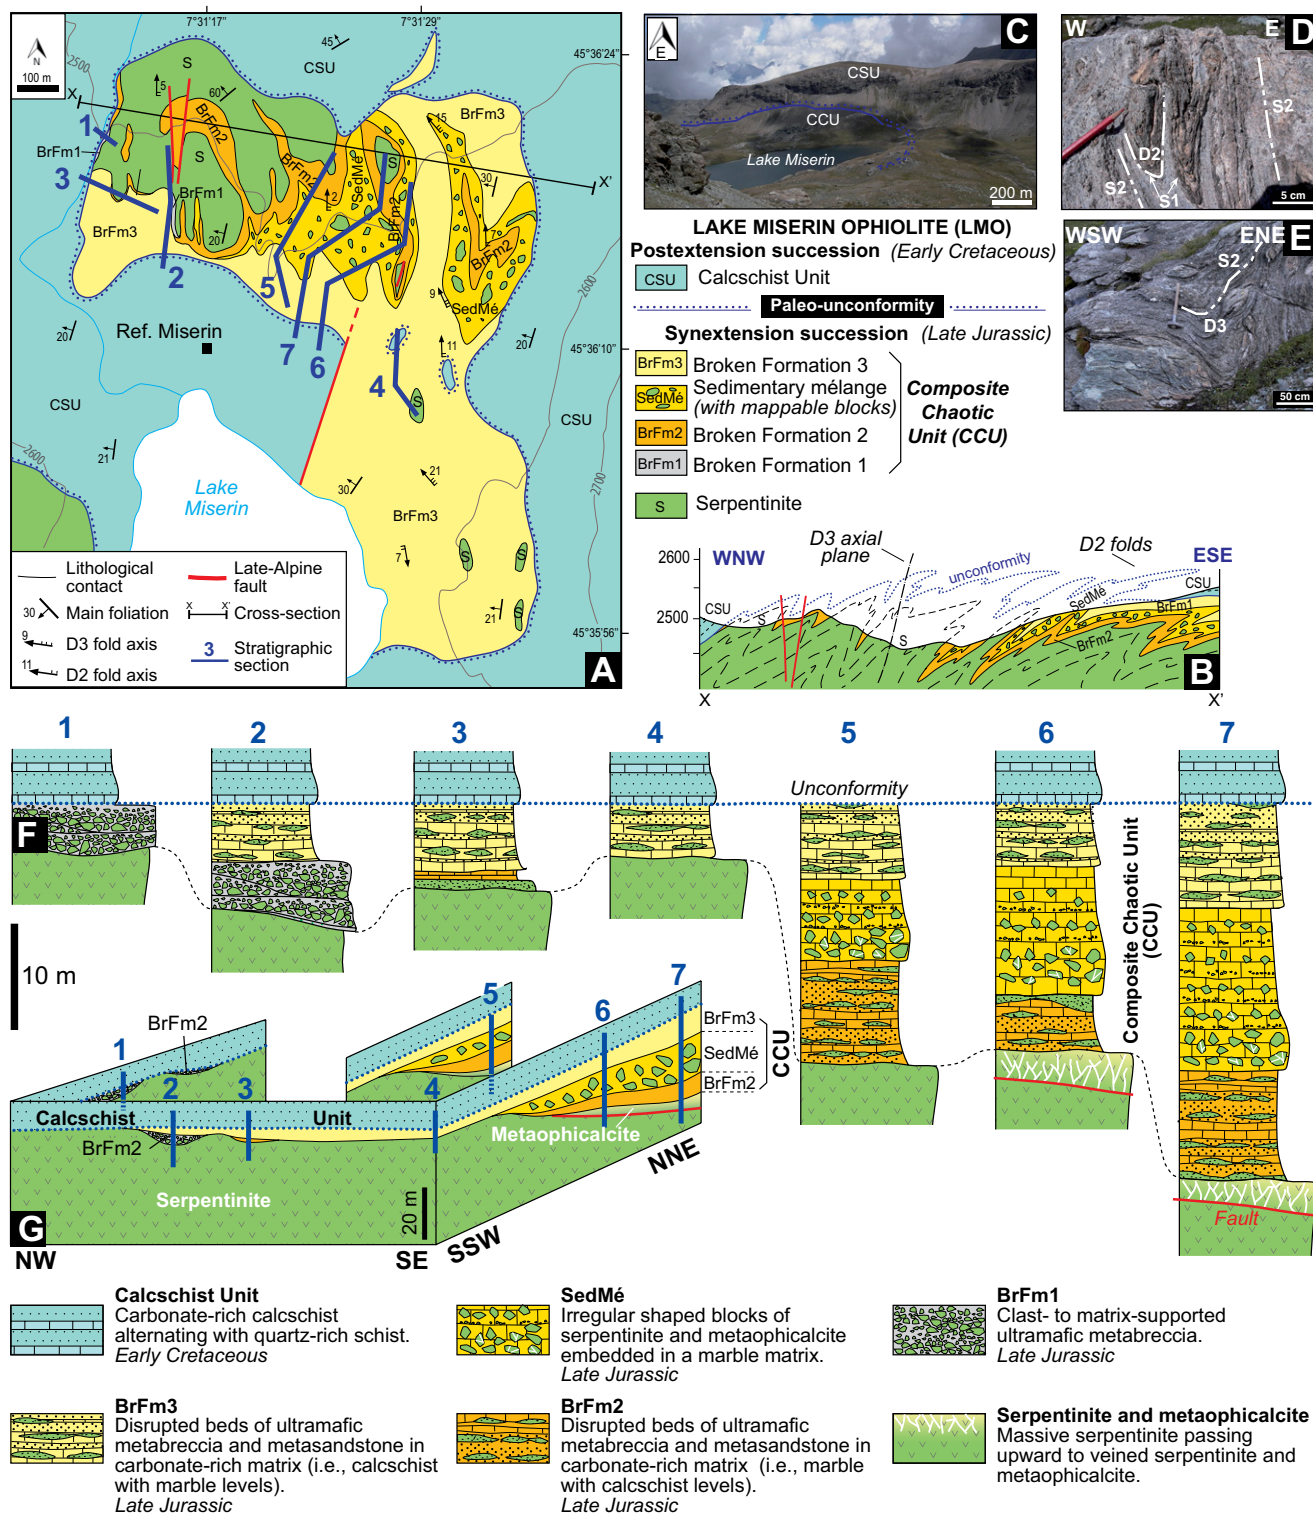 7°31'17"
7°31'29"
N
100 m
2500
S
45
CSU
45°36'24"
X
5
60
BrFm2
1
BrFm1
3
S
BrFm1
BrFm2
SedMé
S
2
BrFm2
15
BrFm3
30
X'
BrFm3
20
2
5
7
6
7
BrFm2
9
SedMé
2600
20
Ref. Miserin
11
20
45°36'10"
4
S
CSU
CSU
21
2600
Lake
Miserin
30
21
BrFm3
2700
7
S
S
21
S
45°35'56"
Lithological
contact
Late-Alpine
fault
30
Main foliation
X
X'
Cross-section
9
D3 fold axis
3
Stratigraphic
section
11
D2 fold axis
A
E
C
CSU
CCU
Lake Miserin
200 m
W
E
D
S2
D2
S2
S1
5 cm
WSW
ENE
E
S2
D3
50 cm
LAKE MISERIN OPHIOLITE (LMO)
Postextension succession (Early Cretaceous)
CSU Calcschist Unit
Paleo-unconformity
Synextension succession (Late Jurassic)
BrFm3 Broken Formation 3
SedMé Sedimentary mélange
(with mappable blocks)
BrFm2 Broken Formation 2
BrFm1 Broken Formation 1
Composite
Chaotic
Unit (CCU)
S Serpentinite
2600
WNW
D3 axial
plane
D2 folds
ESE
unconformity
CSU
2500
CSU
S
S
SedMé
BrFm1
BrFm2
B
X
X'
1
2
3
4
5
6
7
Unconformity
F
10 m
Composite Chaotic Unit
(CCU)
Fault
BrFm2
1
2
3
4
5
6
7
BrFm3
SedMé
BrFm2
CCU
Calcschist
Unit
BrFm2
Metaophicalcite
Serpentinite
20 m
G
NW
SE
SSW
NNE
Calcschist Unit
Carbonate-rich calcschist
alternating with quartz-rich schist.
Early Cretaceous
SedMé
Irregular shaped blocks of
serpentinite and metaophicalcite
embedded in a marble matrix.
Late Jurassic
BrFm1
Clast- to matrix-supported
ultramafic metabreccia.
Late Jurassic
BrFm3
Disrupted beds of ultramafic
metabreccia and metasandstone in
carbonate-rich matrix (i.e., calcschist
with marble levels).
Late Jurassic
BrFm2
Disrupted beds of ultramafic
metabreccia and metasandstone in
carbonate-rich matrix (i.e., marble
with calcschist levels).
Late Jurassic
Serpentinite and metaophicalcite
Massive serpentinite passing
upward to veined serpentinite and
metaophicalcite.